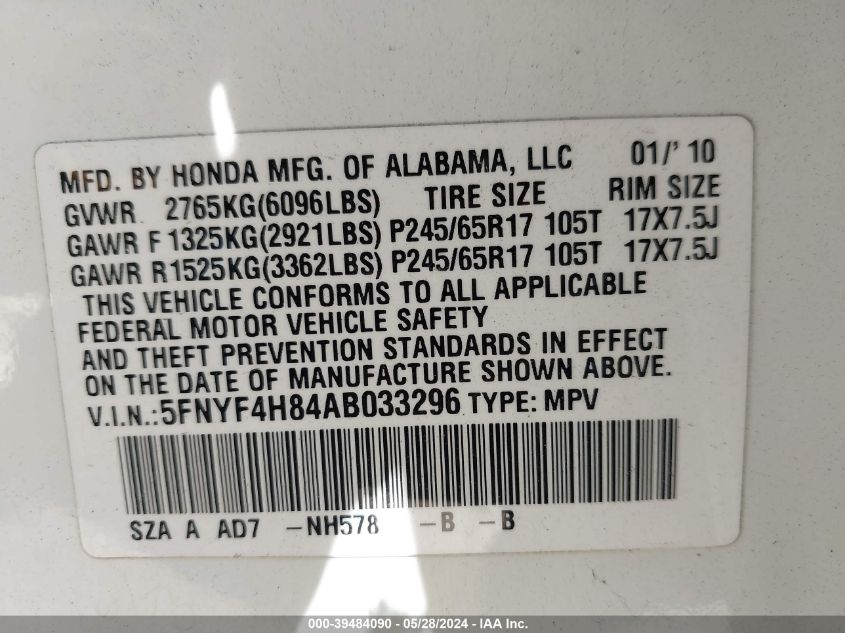 MFD. BY HONDA MFG. OF ALABAMA, LLC 01/' 10
GVWR 2765KG(6096LBS) TIRE SIZE RIM SIZE
GAWR F 1325KG(2921LBS) P245/65R17 105T 17X7.5J
GAWR R1525KG(3362LBS) P245/65R17 105T 17X7.5J
THIS VEHICLE CONFORMS TO ALL APPLICABLE
FEDERAL MOTOR VEHICLE SAFETY
AND THEFT PREVENTION STANDARDS IN EFFECT
ON THE DATE OF MANUFACTURE SHOWN ABOVE.
V.I.N.:5FNYF4H84AB033296 TYPE: MPV
SZA A AD7 -NH578 -B -B
000-39484090 - 05/28/2024 - IAA Inc.